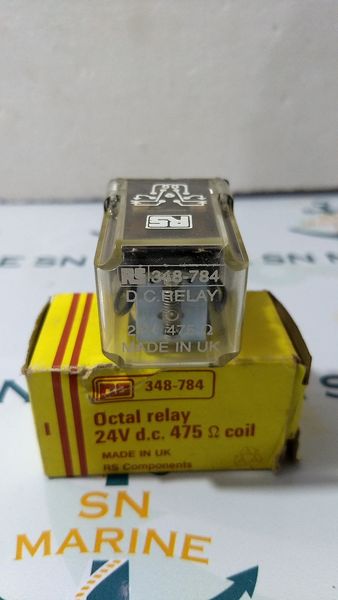 RS
RS 348-784
D.C. RELAY
24V 475 Ω
MADE IN UK
RS 348-784
Octal relay
24V d.c. 475 Ω coil
MADE IN UK
RS Components
SN
MARINE
SN